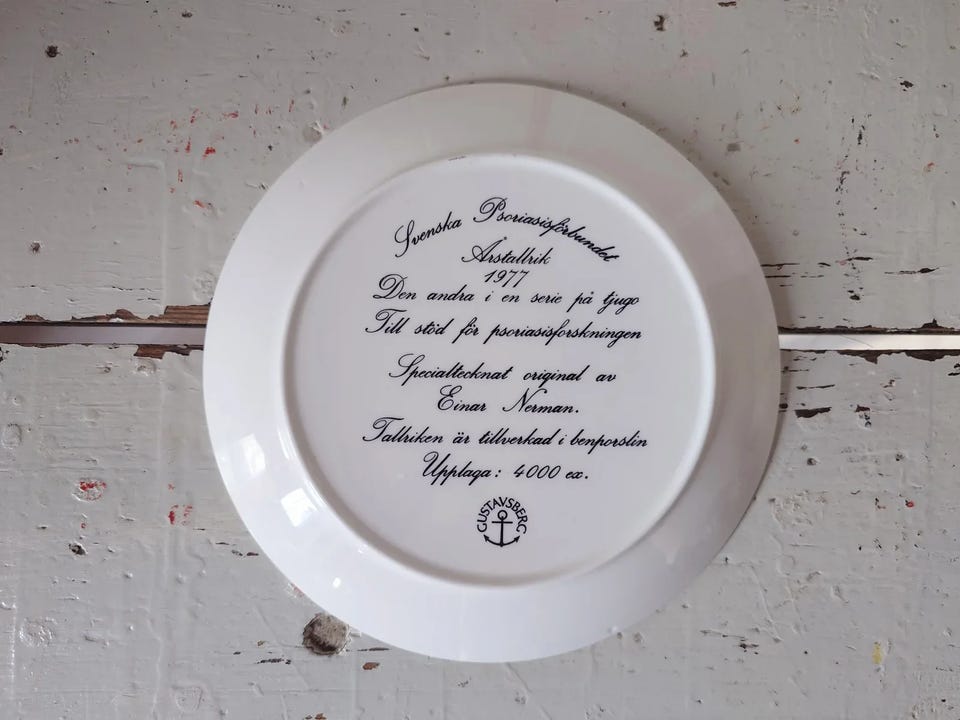 Svenska Psoriasisförbundet
Årstallrik
1977
Den andra i en serie på tjugo
Till stöd för psoriasisforskningen
Specialtecknat original av
Einar Nerman.
Tallriken är tillverkad i benporslin
Upplaga: 4000 ex.
GUSTAVSBERG